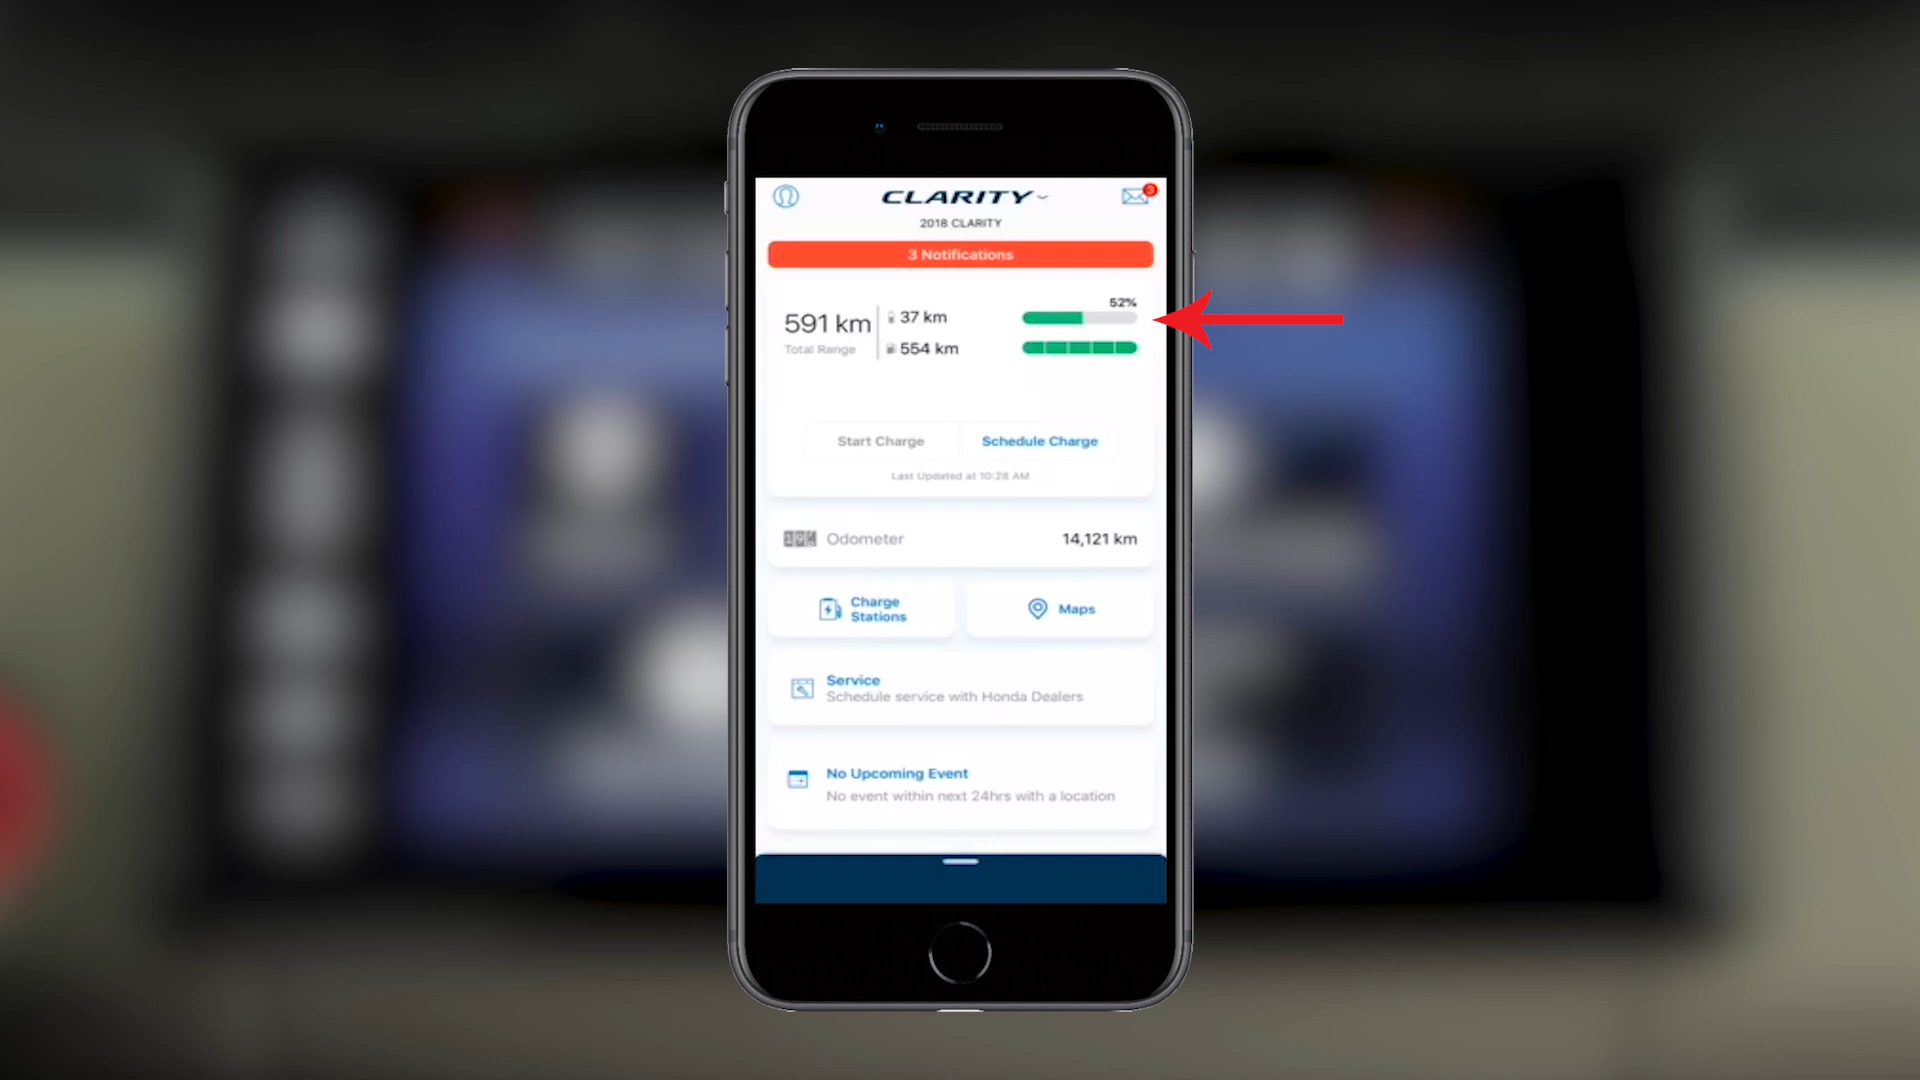 CLARITY
3
2018 CLARITY
3 Notifications
52%
591 km
37 km
Total Range
554 km
Start Charge
Schedule Charge
Last Updated at 10:28 AM
Odometer
14,121 km
Charge
Stations
Maps
Service
Schedule service with Honda Dealers
No Upcoming Event
No event within next 24hrs with a location